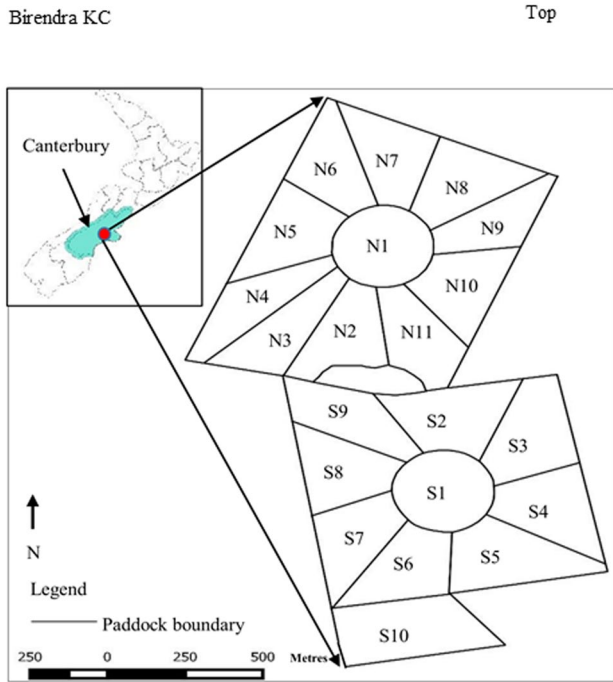 Birendra KC
Top
Canterbury
N6
N7
N8
N5
N1
N9
N4
N10
N3
N2
N11
S9
S2
S3
S8
S1
S4
S7
S6
S5
S10
N
Legend
Paddock boundary
250 0 250 500 Metres